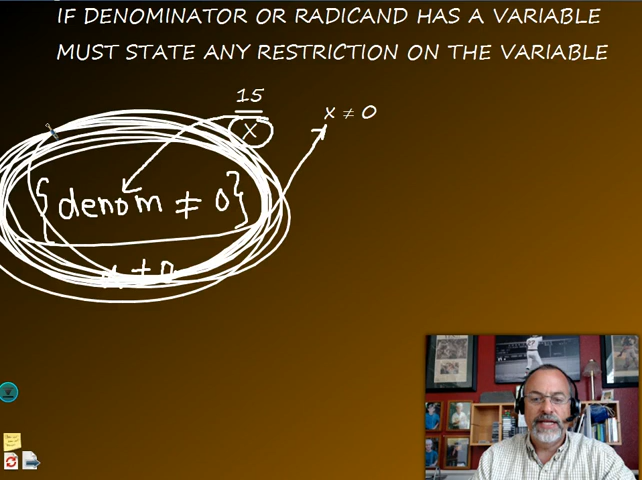 IF DENOMINATOR OR RADICAND HAS A VARIABLE
MUST STATE ANY RESTRICTION ON THE VARIABLE
15
x
x ≠ 0
{denom ≠ 0}